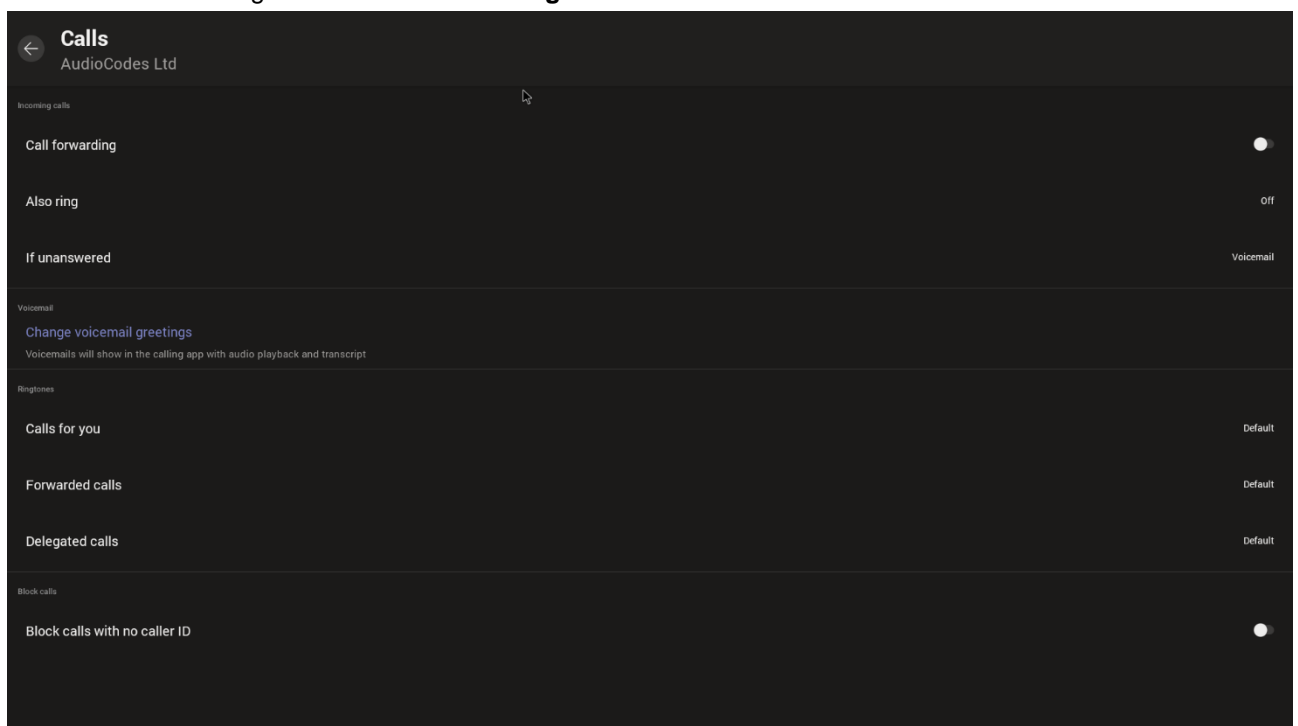 Calls
AudioCodes Ltd
Incoming calls
Call forwarding
Also ring
Off
If unanswered
Voicemail
Voicemail
Change voicemail greetings
Voicemails will show in the calling app with audio playback and transcript
Ringtones
Calls for you
Default
Forwarded calls
Default
Delegated calls
Default
Block calls
Block calls with no caller ID